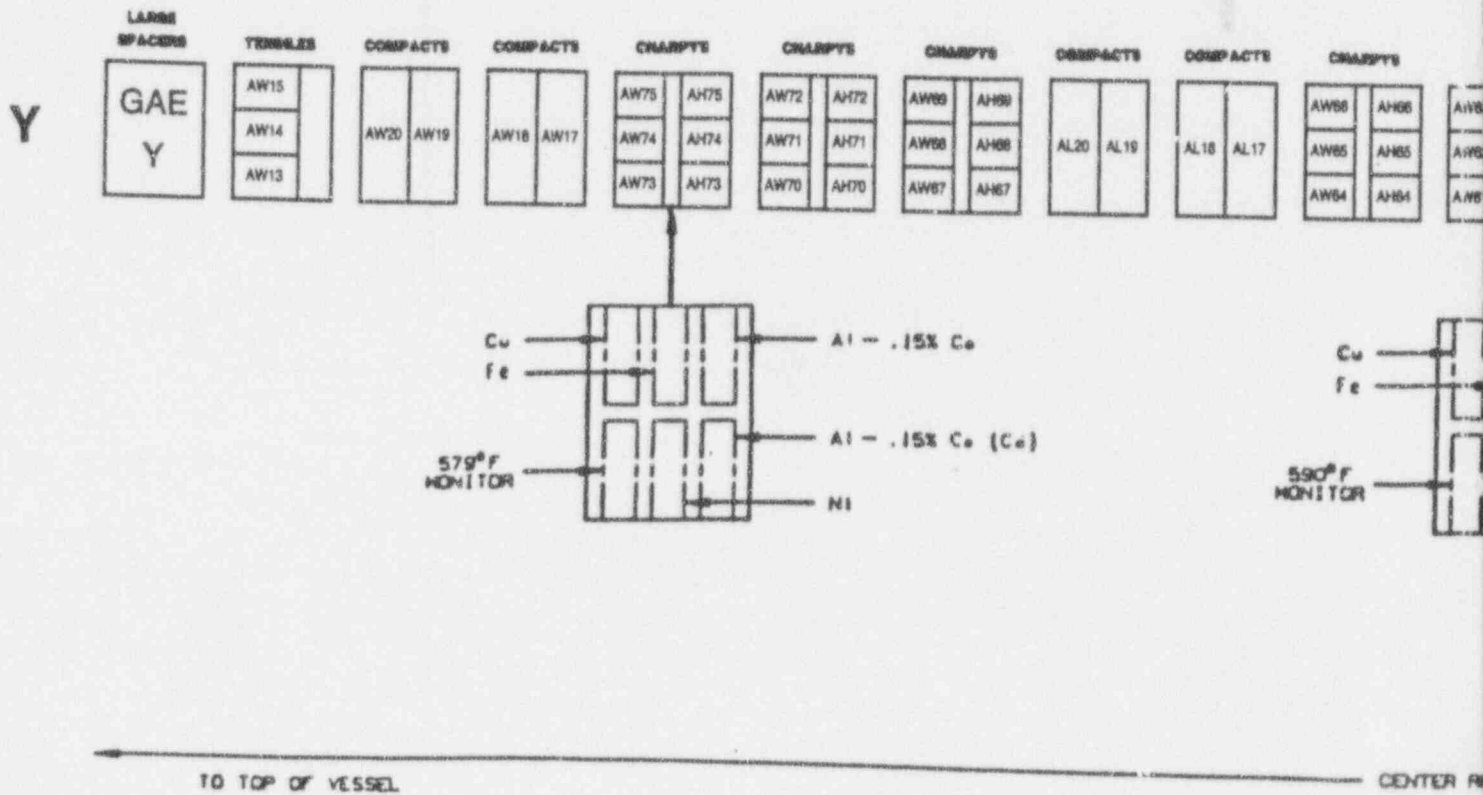 LARGE
SPACERS TENSILES COMPACTS COMPACTS CHARPYS CHARPYS CHARPYS COMPACTS COMPACTS CHARPYS
Y
GAE
Y
AW15
AW14
AW13
AW20 AW19
AW18 AW17
AW75 AH75
AW74 AH74
AW73 AH73
AW72 AH72
AW71 AH71
AW70 AH70
AW69 AH69
AW68 AH68
AW67 AH67
AL20 AL19
AL18 AL17
AW66 AH66
AW65 AH65
AW64 AH64
Cu
Fe
Al - .15% Co
Al - .15% Co (Cd)
579°F
MONITOR
Ni
Cu
Fe
590°F
MONITOR
TO TOP OF VESSEL
CENTER